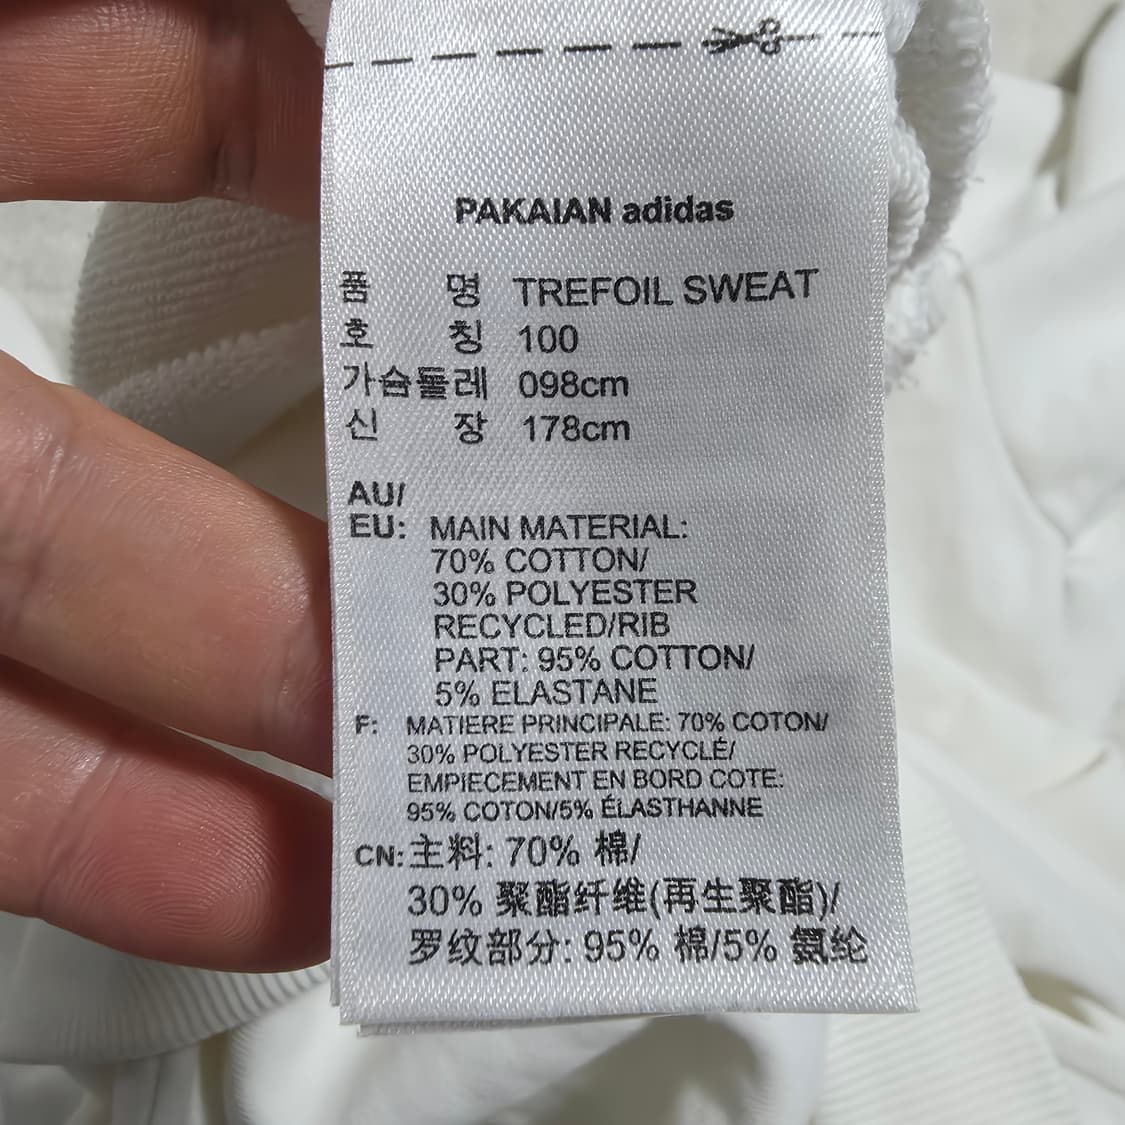 PAKAIAN adidas
품 명 TREFOIL SWEAT
호 칭 100
가슴둘레 098cm
신 장 178cm
AU/
EU: MAIN MATERIAL:
70% COTTON/
30% POLYESTER
RECYCLED/RIB
PART: 95% COTTON/
5% ELASTANE
F: MATIERE PRINCIPALE: 70% COTON/
30% POLYESTER RECYCLÉ/
EMPIECEMENT EN BORD COTE:
95% COTON/5% ÉLASTHANNE
CN: 主料: 70% 棉/
30% 聚酯纤维(再生聚酯)/
罗纹部分: 95% 棉/5% 氨纶